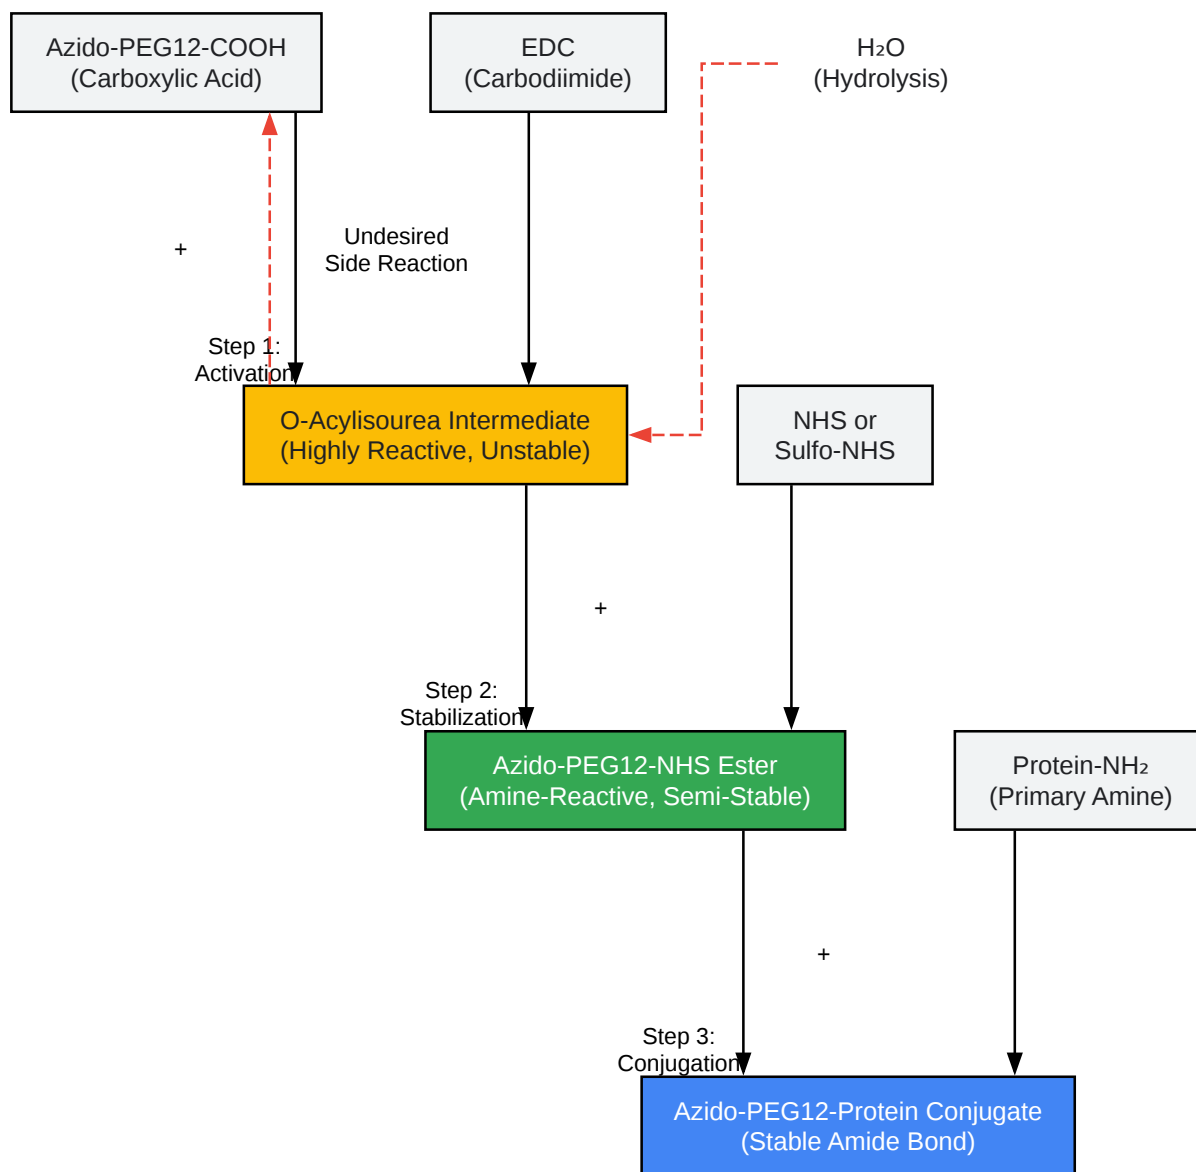 Azido-PEG12-COOH
(Carboxylic Acid)
EDC
(Carbodiimide)
H₂O
(Hydrolysis)
+
Undesired
Side Reaction
Step 1:
Activation
O-Acylisourea Intermediate
(Highly Reactive, Unstable)
NHS or
Sulfo-NHS
+
Step 2:
Stabilization
Azido-PEG12-NHS Ester
(Amine-Reactive, Semi-Stable)
Protein-NH₂
(Primary Amine)
+
Step 3:
Conjugation
Azido-PEG12-Protein Conjugate
(Stable Amide Bond)